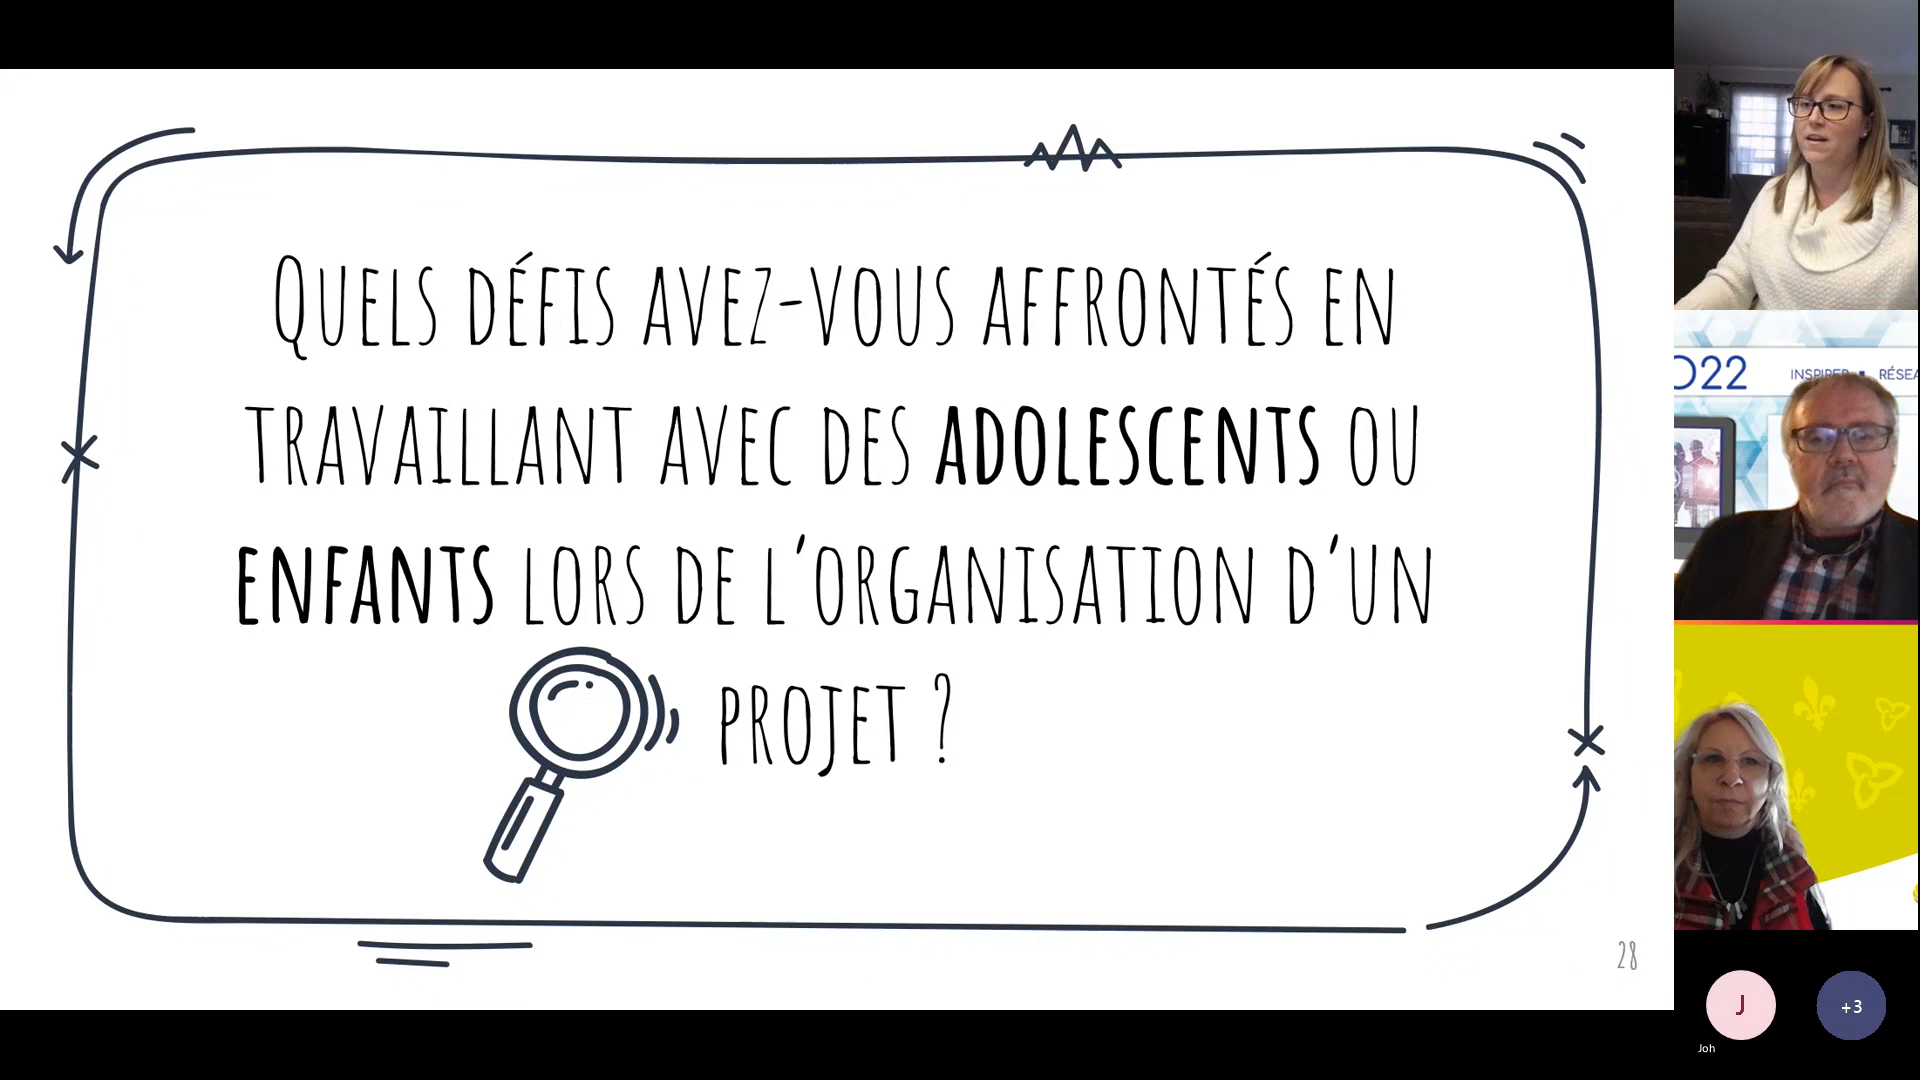 Quels défis avez-vous affrontés en
travaillant avec des adolescents ou
enfants lors de l'organisation d'un
projet ?
28
022
INSPIRER
J
+3
Joh